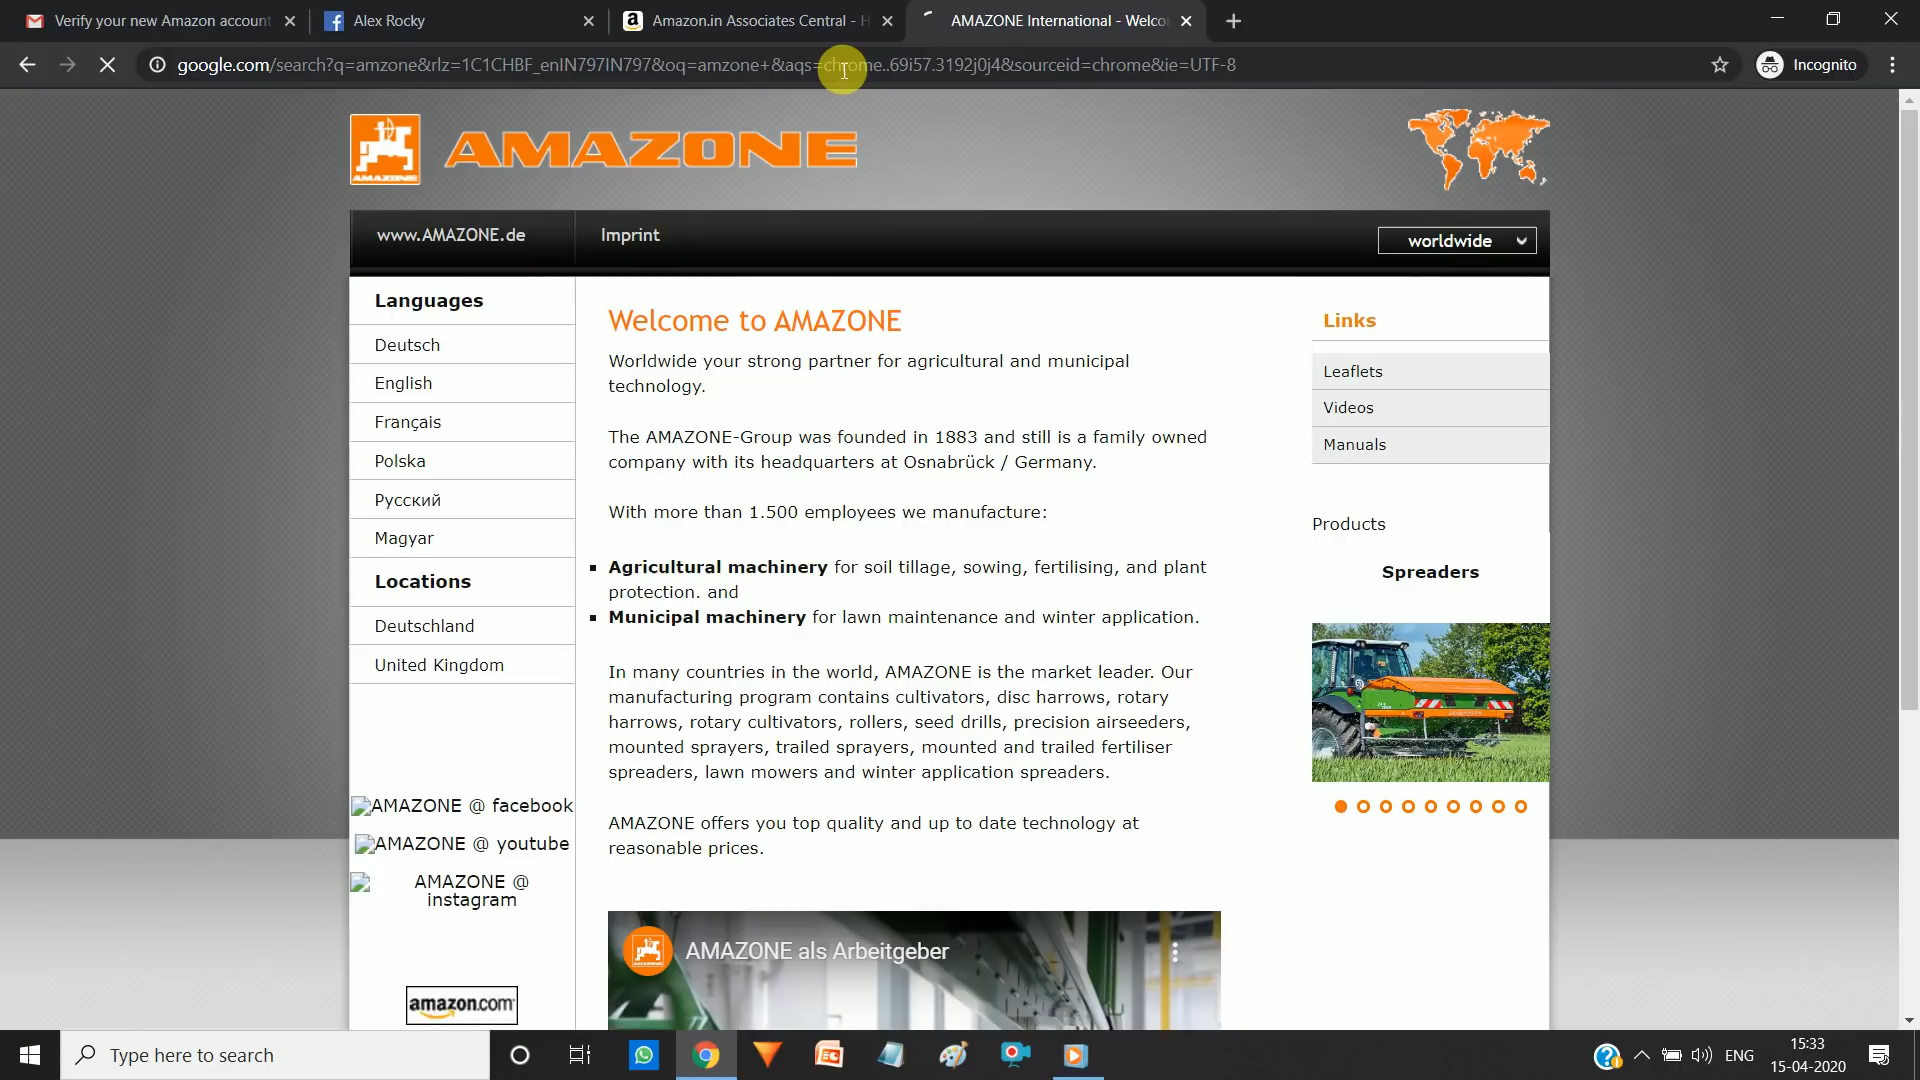 Verify your new Amazon account
Alex Rocky
Amazon.in Associates Central - H
AMAZONE International - Welco
google.com/search?q=amzone&rlz=1C1CHBF_enIN797IN797&oq=amzone+&aqs=chrome..69i57.3192j0j4&sourceid=chrome&ie=UTF-8
Incognito
AMAZONE
AMAZONE
www.AMAZONE.de
Imprint
worldwide
Languages
Deutsch
English
Français
Polska
Русский
Magyar
Locations
Deutschland
United Kingdom
AMAZONE @ facebook
AMAZONE @ youtube
AMAZONE @
instagram
amazon.com
Welcome to AMAZONE
Worldwide your strong partner for agricultural and municipal
technology.
The AMAZONE-Group was founded in 1883 and still is a family owned
company with its headquarters at Osnabrück / Germany.
With more than 1.500 employees we manufacture:
Agricultural machinery for soil tillage, sowing, fertilising, and plant
protection. and
Municipal machinery for lawn maintenance and winter application.
In many countries in the world, AMAZONE is the market leader. Our
manufacturing program contains cultivators, disc harrows, rotary
harrows, rotary cultivators, rollers, seed drills, precision airseeders,
mounted sprayers, trailed sprayers, mounted and trailed fertiliser
spreaders, lawn mowers and winter application spreaders.
AMAZONE offers you top quality and up to date technology at
reasonable prices.
AMAZONE als Arbeitgeber
Links
Leaflets
Videos
Manuals
Products
Spreaders
Type here to search
ENG
15:33
15-04-2020